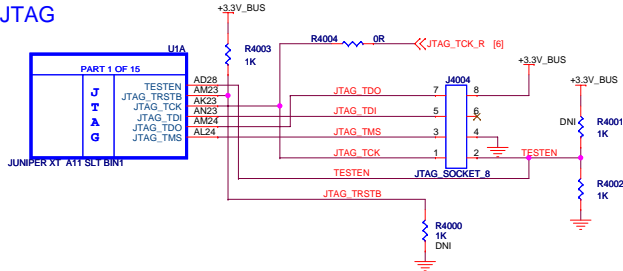 JTAG
+3.3V_BUS
R4004 0R
JTAG_TCK_R [6]
U1A
R4003
1K
PART 1 OF 15
+3.3V_BUS
J4004
+3.3V_BUS
TESTEN AD28
JTAG_TRSTB AM23
JTAG_TCK AK23
JTAG_TDI AN23
JTAG_TDO AM24
JTAG_TMS AL24
J
T
A
G
JTAG_TDO 7 8
JTAG_TDI 5 6
JTAG_TMS 3 4
JTAG_TCK 1 2 TESTEN
DNI R4001
1K
JUNIPER XT A11 SLT BIN1
TESTEN
JTAG_SOCKET_8
R4002
1K
JTAG_TRSTB
R4000
1K
DNI